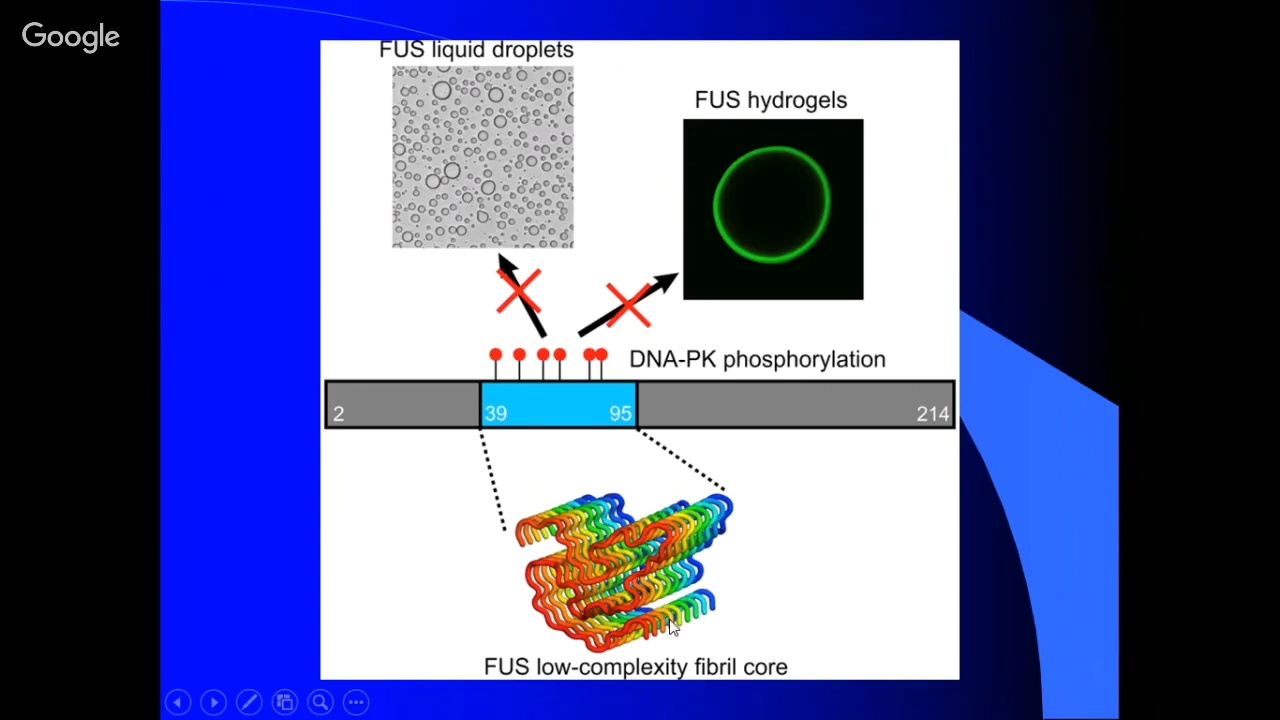 Google
FUS liquid droplets
FUS hydrogels
DNA-PK phosphorylation
2
39
95
214
FUS low-complexity fibril core